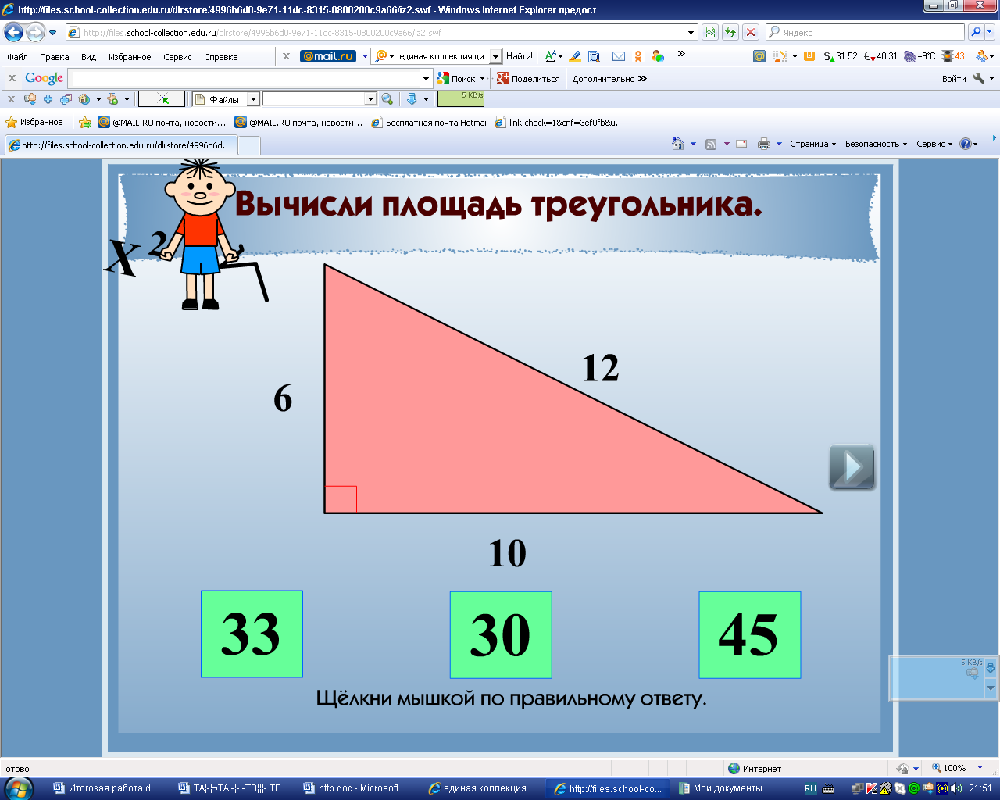 http://files.school-collection.edu.ru/dlrstore/4996b6d0-9e71-11dc-8315-0800200c9a66/iz2.swf - Windows Internet Explorer предост
http://files.school-collection.edu.ru/dlrstore/4996b6d0-9e71-11dc-8315-0800200c9a66/iz2.swf
Яндекс
Файл Правка Вид Избранное Сервис Справка
x @mail.ru единая коллекция ци Найти! $ 31.52 € 40.31 +9°C 43
x Google Поиск Поделиться Дополнительно Войти
x Файлы 5 KB/s
Избранное @MAIL.RU почта, новости... @MAIL.RU почта, новости... Бесплатная почта Hotmail link-check=1&cnf=3ef0fb&u...
http://files.school-collection.edu.ru/dlrstore/4996b6d... Страница Безопасность Сервис
Вычисли площадь треугольника.
X 2
12
6
10
33 30 45
5 KB/s
Щёлкни мышкой по правильному ответу.
Готово Интернет 100%
Итоговая работа.d... http.doc - Microsoft ... единая коллекция ... http://files.school-co... Мои документы RU 21:51